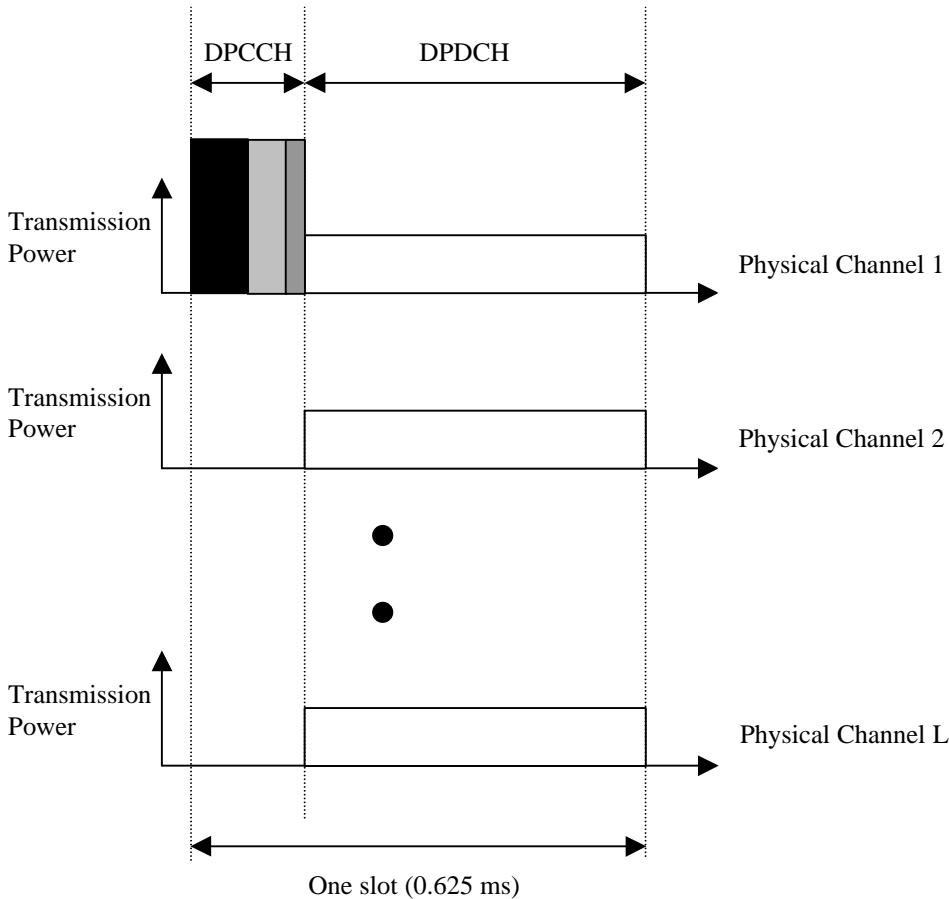 DPCCH
DPDCH
Transmission
Power
Physical Channel 1
Transmission
Power
Physical Channel 2
Transmission
Power
Physical Channel L
One slot (0.625 ms)